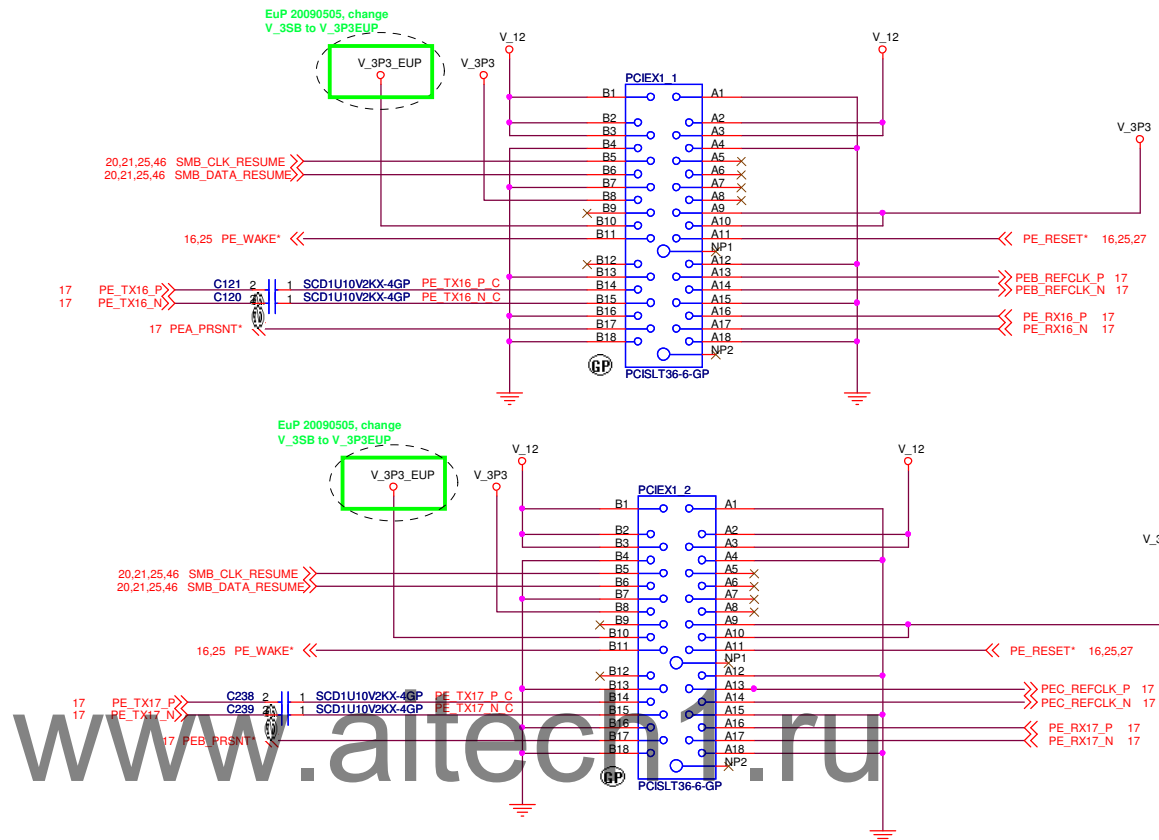 EuP 20090505, change
V_3SB to V_3P3EUP
V_12
V_12
V_3P3_EUP
V_3P3
V_3P3
PCIEX1_1
B1 A1
B2 A2
B3 A3
B4 A4
20,21,25,46 SMB_CLK_RESUME B5 A5
20,21,25,46 SMB_DATA_RESUME B6 A6
B7 A7
B8 A8
B9 A9
B10 A10
16,25 PE_WAKE* B11 A11 PE_RESET* 16,25,27
NP1
B12 A12
B13 A13 PEB_REFCLK_P 17
17 PE_TX16_P C121 2 1 SCD1U10V2KX-4GP PE_TX16_P_C B14 A14 PEB_REFCLK_N 17
17 PE_TX16_N C120 2 1 SCD1U10V2KX-4GP PE_TX16_N_C B15 A15
B16 A16 PE_RX16_P 17
17 PEA_PRSNT* B17 A17 PE_RX16_N 17
B18 A18
NP2
GP
PCISLT36-6-GP
EuP 20090505, change
V_3SB to V_3P3EUP
V_12
V_12
V_3P3_EUP
V_3P3
PCIEX1_2
B1 A1
B2 A2
B3 A3
V_3
B4 A4
20,21,25,46 SMB_CLK_RESUME B5 A5
20,21,25,46 SMB_DATA_RESUME B6 A6
B7 A7
B8 A8
B9 A9
B10 A10
16,25 PE_WAKE* B11 A11 PE_RESET* 16,25,27
NP1
B12 A12
B13 A13 PEC_REFCLK_P 17
17 PE_TX17_P C238 2 1 SCD1U10V2KX-4GP PE_TX17_P_C B14 A14 PEC_REFCLK_N 17
17 PE_TX17_N C239 2 1 SCD1U10V2KX-4GP PE_TX17_N_C B15 A15
B16 A16 PE_RX17_P 17
17 PEB_PRSNT* B17 A17 PE_RX17_N 17
B18 A18
NP2
GP
PCISLT36-6-GP
www.aitech1.ru